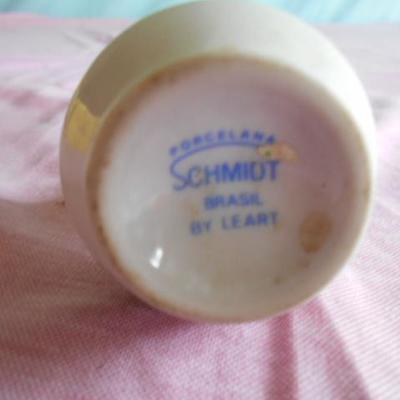 PORCELANA
SCHMIDT
BRASIL
BY LEART